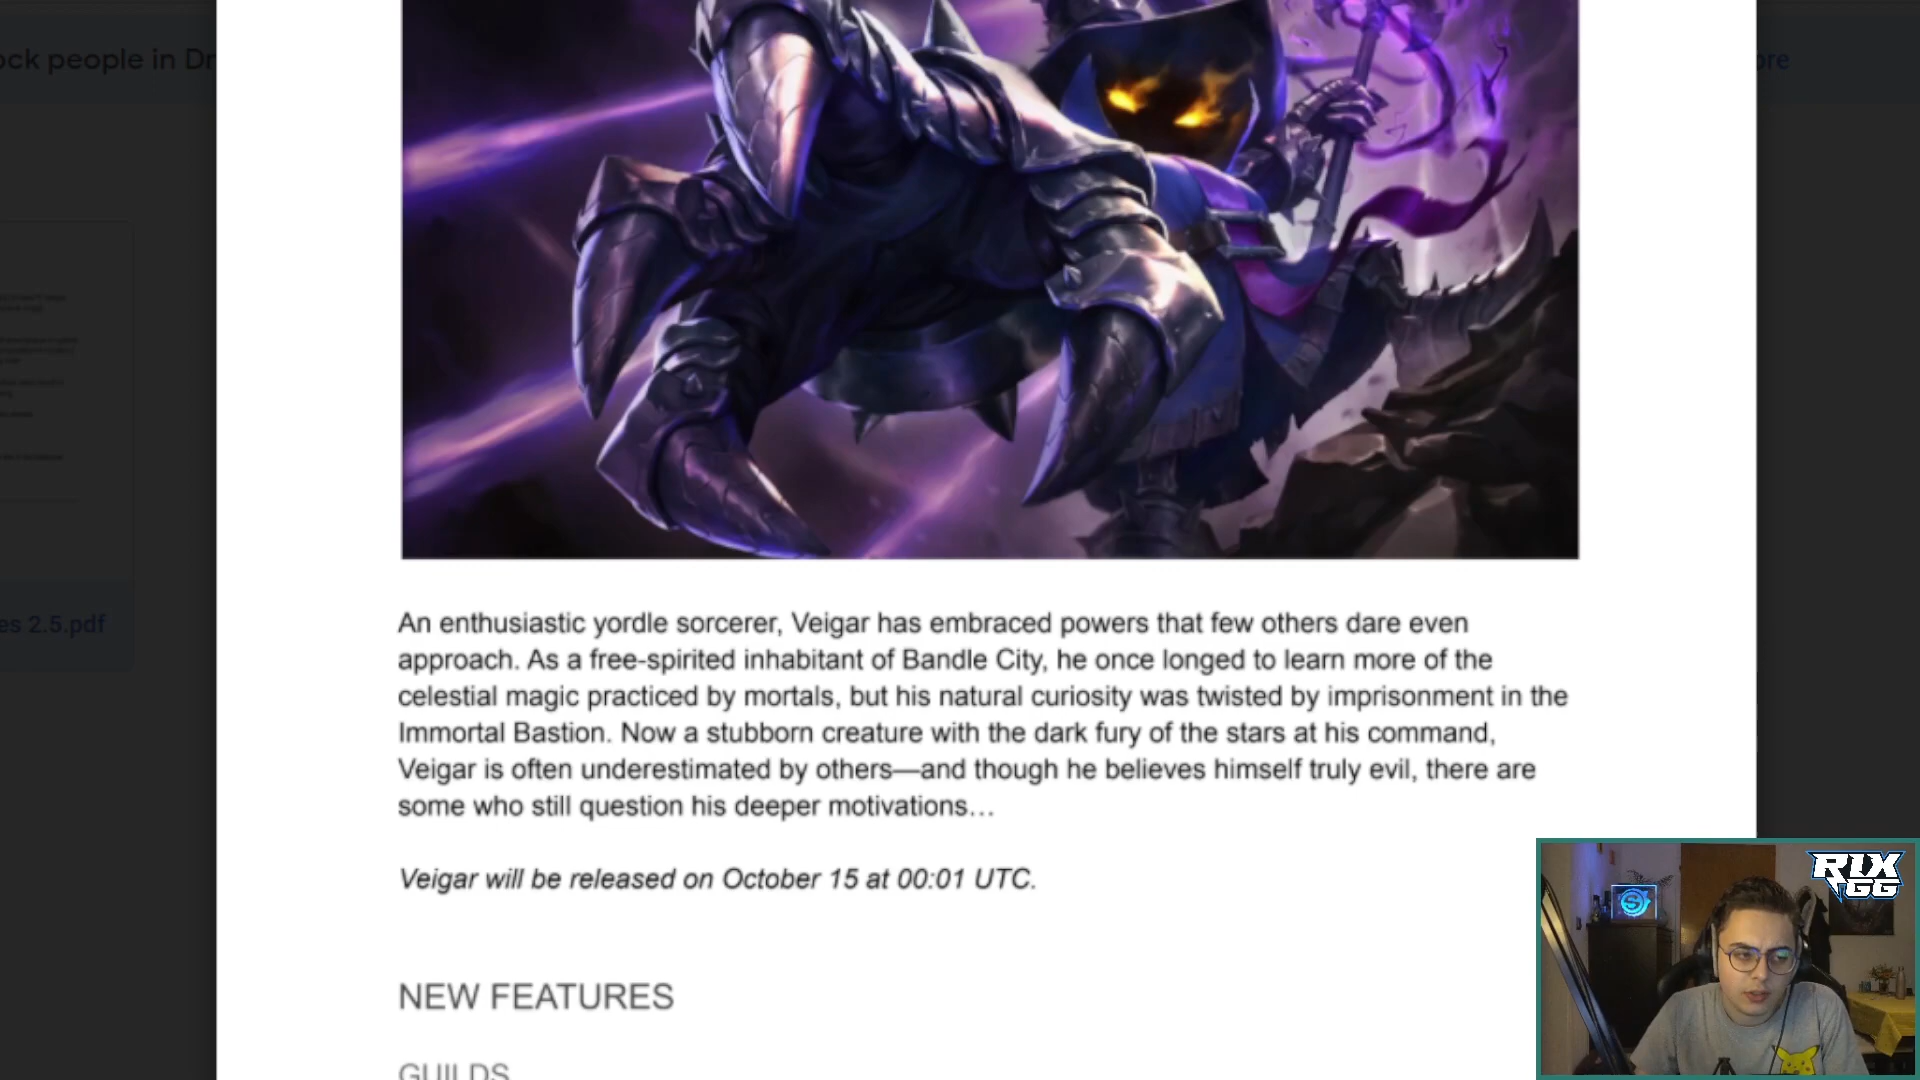 ock people in Dr
ore
es 2.5.pdf
An enthusiastic yordle sorcerer, Veigar has embraced powers that few others dare even
approach. As a free-spirited inhabitant of Bandle City, he once longed to learn more of the
celestial magic practiced by mortals, but his natural curiosity was twisted by imprisonment in the
Immortal Bastion. Now a stubborn creature with the dark fury of the stars at his command,
Veigar is often underestimated by others—and though he believes himself truly evil, there are
some who still question his deeper motivations…
Veigar will be released on October 15 at 00:01 UTC.
NEW FEATURES
GUILDS
RIX
GG